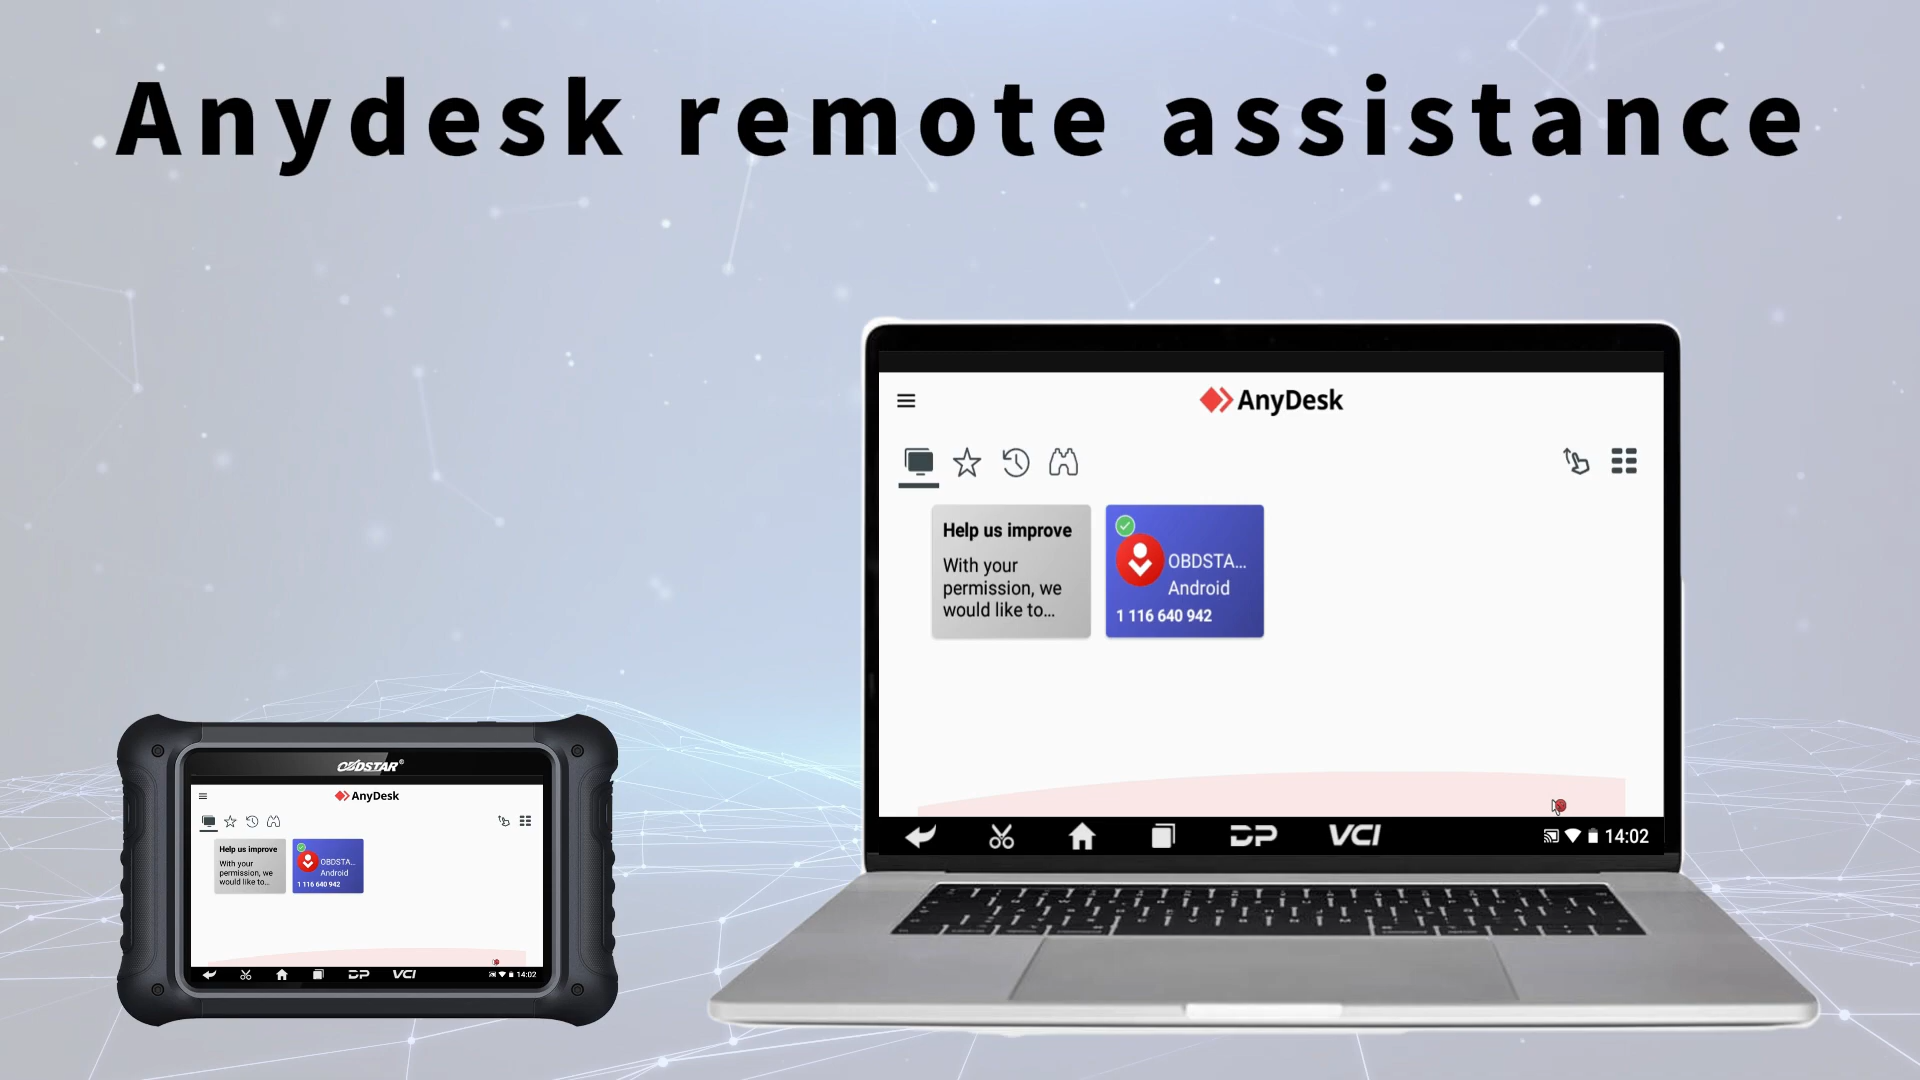 Anydesk remote assistance
AnyDesk
Help us improve
With your
permission, we
would like to...
OBDSTA...
Android
1 116 640 942
DP
VCI
14:02
OBDSTAR®
AnyDesk
Help us improve
With your
permission, we
would like to...
OBDSTA...
Android
1 116 640 942
DP
VCI
14:02